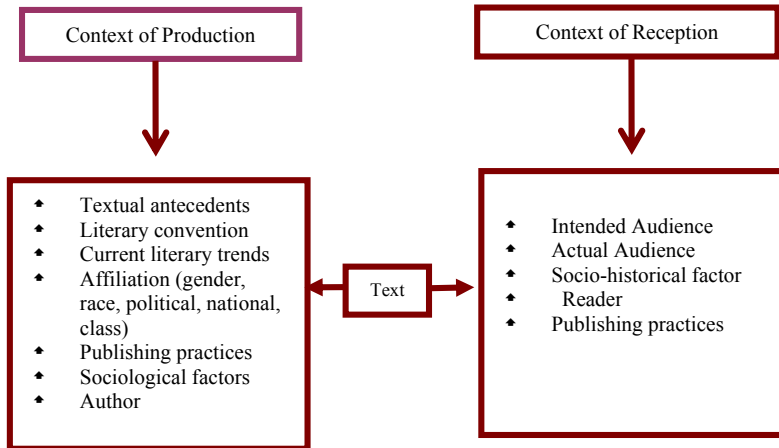 Context of Production
Context of Reception
Textual antecedents
Literary convention
Current literary trends
Affiliation (gender,
race, political, national,
class)
Publishing practices
Sociological factors
Author
Text
Intended Audience
Actual Audience
Socio-historical factor
Reader
Publishing practices